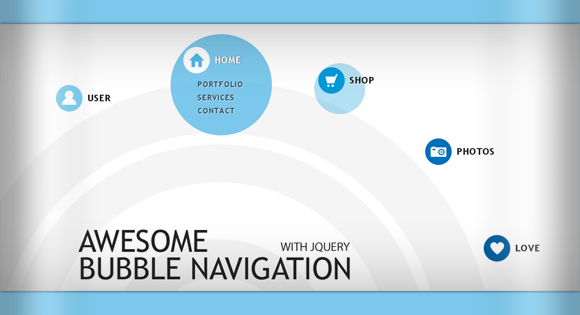 HOME
PORTFOLIO
SERVICES
CONTACT
SHOP
USER
PHOTOS
LOVE
AWESOME
WITH JQUERY
BUBBLE NAVIGATION